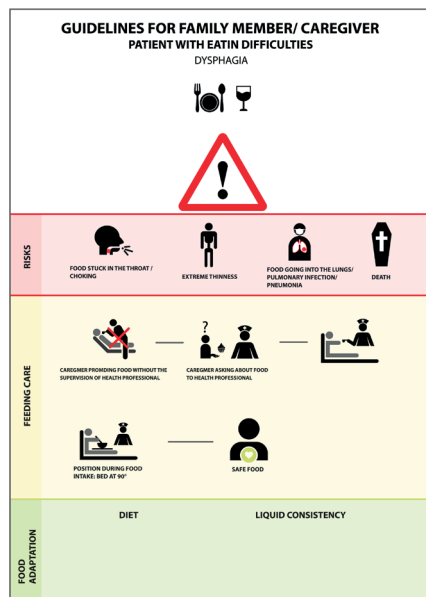 GUIDELINES FOR FAMILY MEMBER/ CAREGIVER
PATIENT WITH EATIN DIFFICULTIES
DYSPHAGIA
RISKS
FOOD STUCK IN THE THROAT /
CHOKING
EXTREME THINNESS
FOOD GOING INTO THE LUNGS/
PULMONARY INFECTION/
PNEUMONIA
DEATH
FEEDING CARE
?
CAREGMER PROMDING FOOD WITHOUT THE
SUPERVISION OF HEALTH PROFESSIONAL
CAREGMER ASKING ABOUT FOOD
TO HEALTH PROFESSIONAL
POSITION DURING FOOD
INTAKE: BED AT 90°
SAFE FOOD
FOOD
ADAPTATION
DIET
LIQUID CONSISTENCY